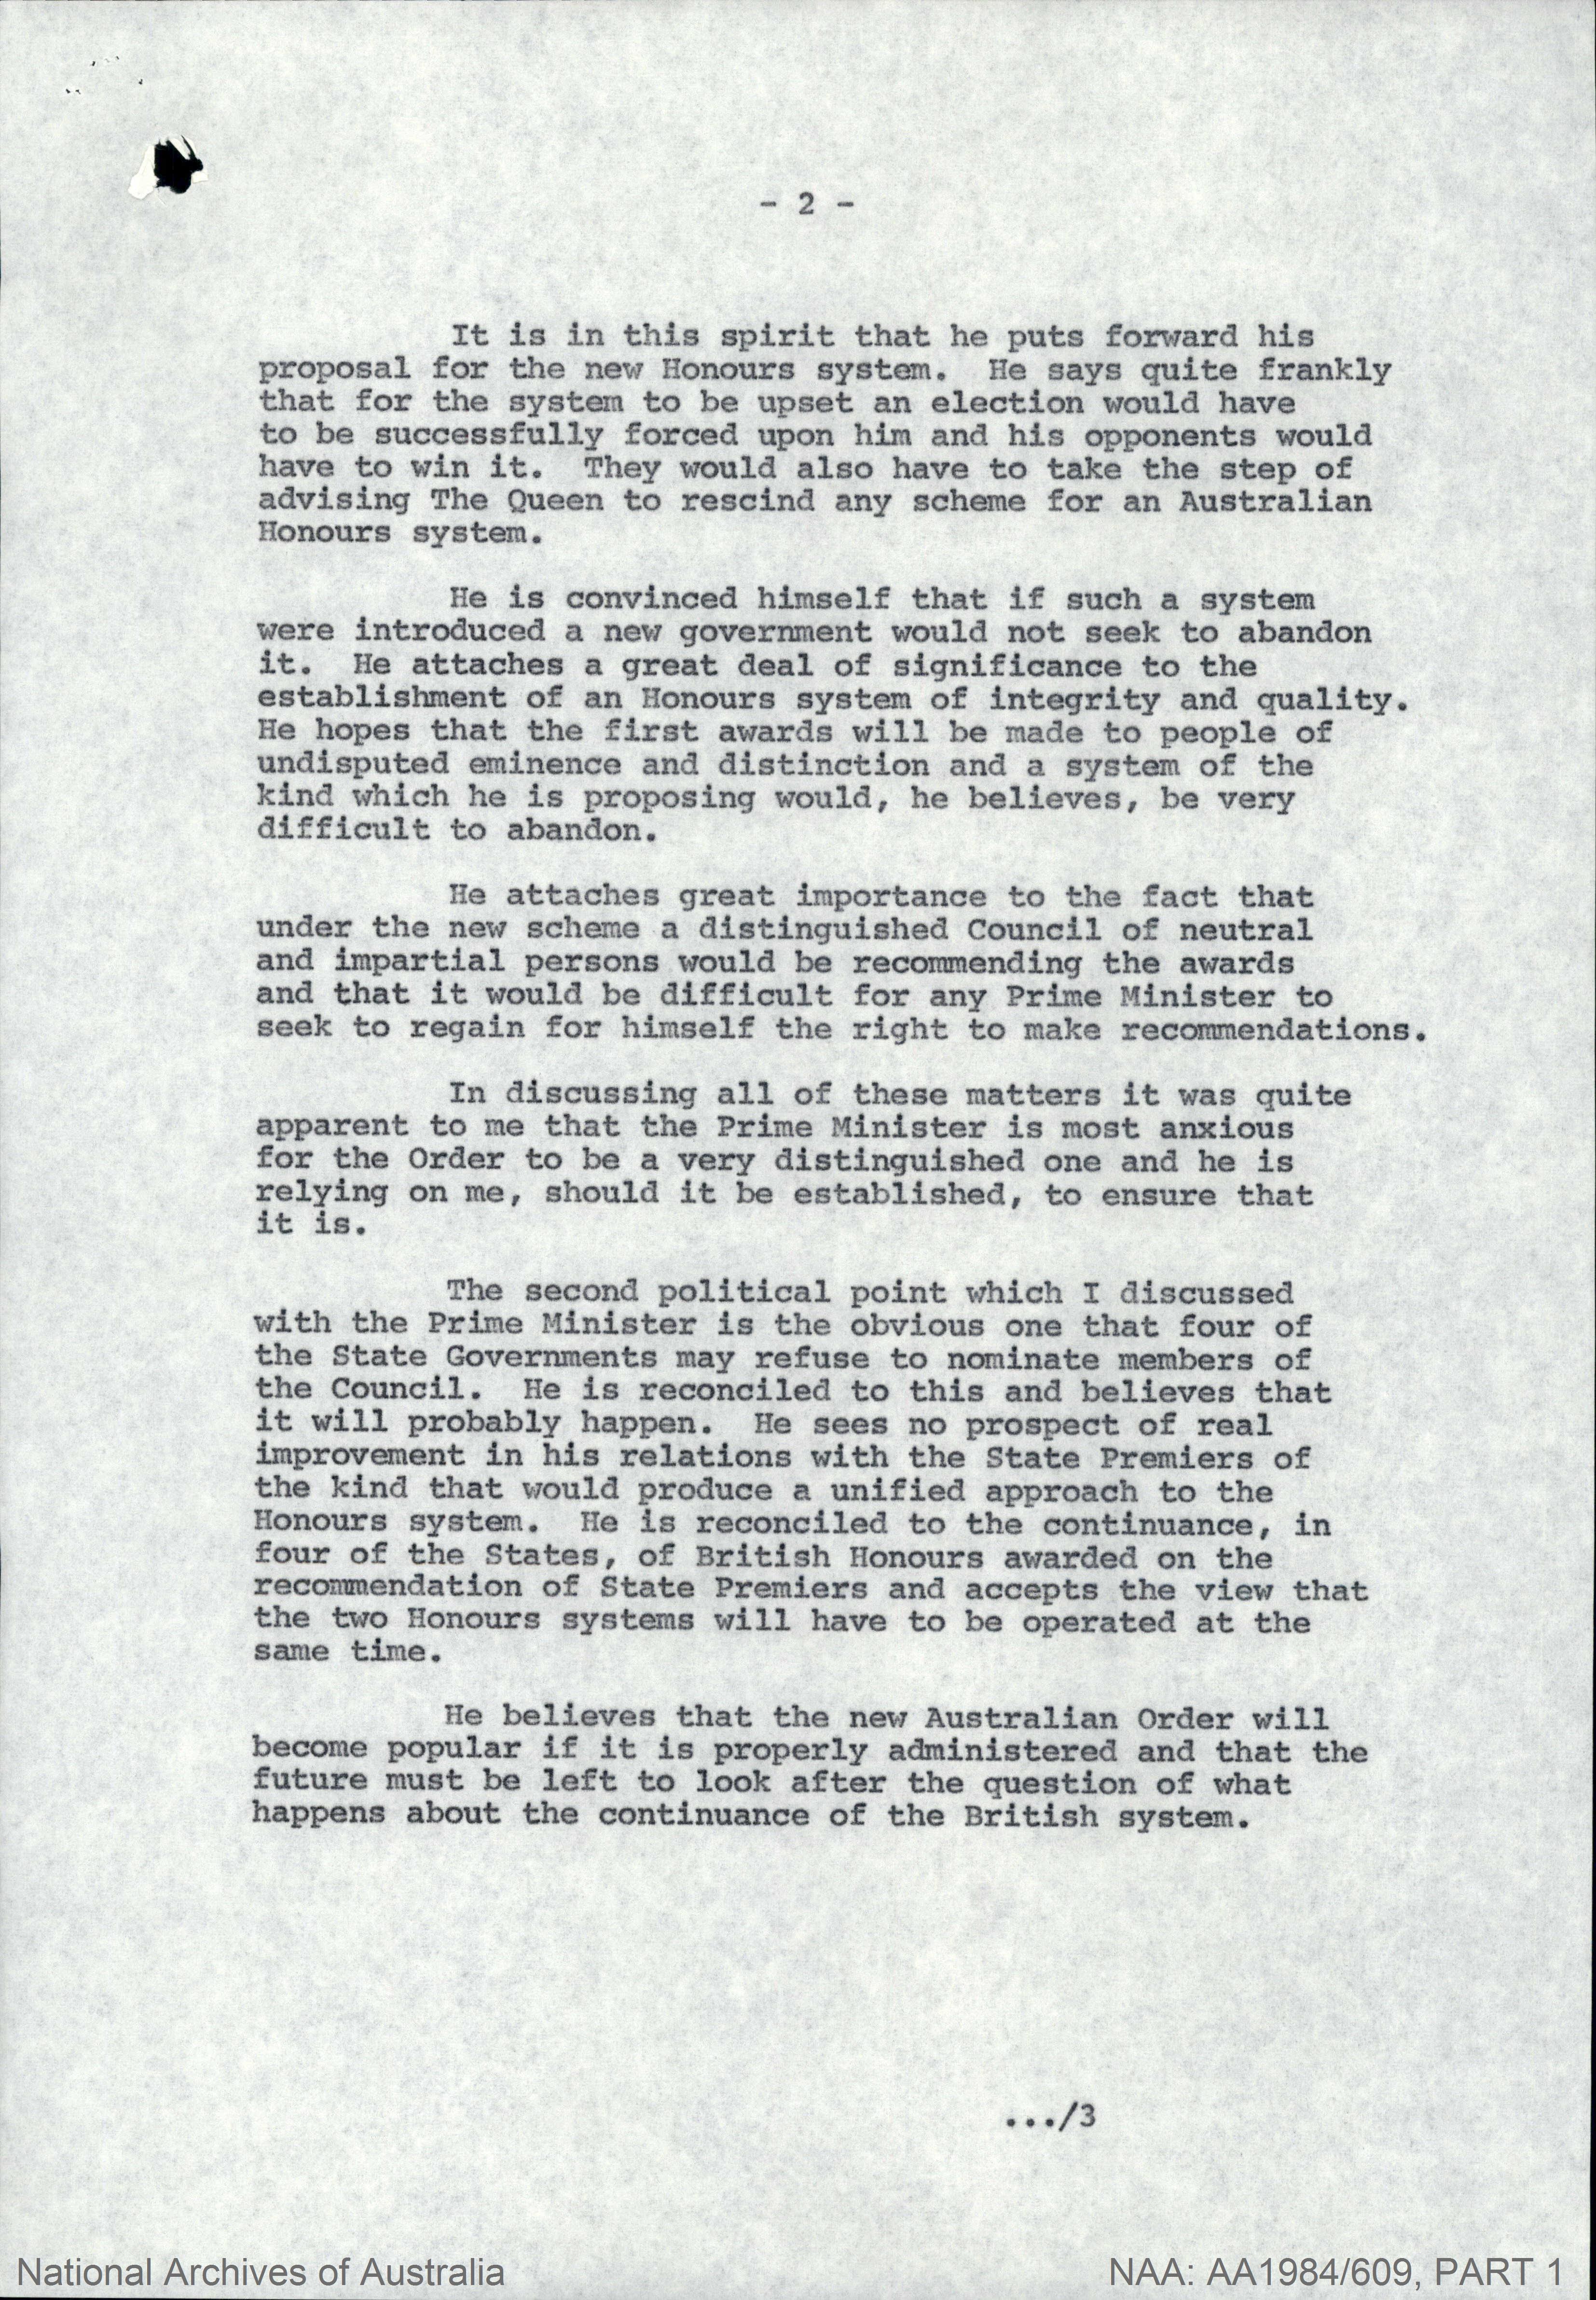 - 2 -
It is in this spirit that he puts forward his
proposal for the new Honours system. He says quite frankly
that for the system to be upset an election would have
to be successfully forced upon him and his opponents would
have to win it. They would also have to take the step of
advising The Queen to rescind any scheme for an Australian
Honours system.
He is convinced himself that if such a system
were introduced a new government would not seek to abandon
it. He attaches a great deal of significance to the
establishment of an Honours system of integrity and quality.
He hopes that the first awards will be made to people of
undisputed eminence and distinction and a system of the
kind which he is proposing would, he believes, be very
difficult to abandon.
He attaches great importance to the fact that
under the new scheme a distinguished Council of neutral
and impartial persons would be recommending the awards
and that it would be difficult for any Prime Minister to
seek to regain for himself the right to make recommendations.
In discussing all of these matters it was quite
apparent to me that the Prime Minister is most anxious
for the Order to be a very distinguished one and he is
relying on me, should it be established, to ensure that
it is.
The second political point which I discussed
with the Prime Minister is the obvious one that four of
the State Governments may refuse to nominate members of
the Council. He is reconciled to this and believes that
it will probably happen. He sees no prospect of real
improvement in his relations with the State Premiers of
the kind that would produce a unified approach to the
Honours system. He is reconciled to the continuance, in
four of the States, of British Honours awarded on the
recommendation of State Premiers and accepts the view that
the two Honours systems will have to be operated at the
same time.
He believes that the new Australian Order will
become popular if it is properly administered and that the
future must be left to look after the question of what
happens about the continuance of the British system.
.../3
National Archives of Australia
NAA: AA1984/609, PART 1